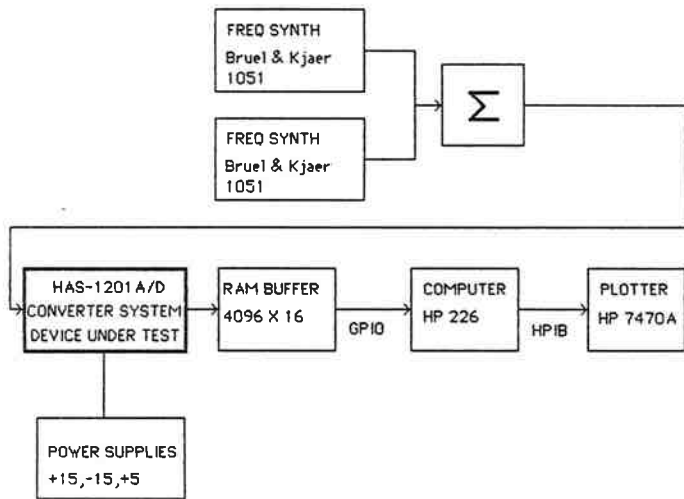 FREQ SYNTH
Bruel & Kjaer
1051
FREQ SYNTH
Bruel & Kjaer
1051
Σ
HAS-1201 A/D
CONVERTER SYSTEM
DEVICE UNDER TEST
RAM BUFFER
4096 X 16
GPIO
COMPUTER
HP 226
HPIB
PLOTTER
HP 7470A
POWER SUPPLIES
+15,-15,+5